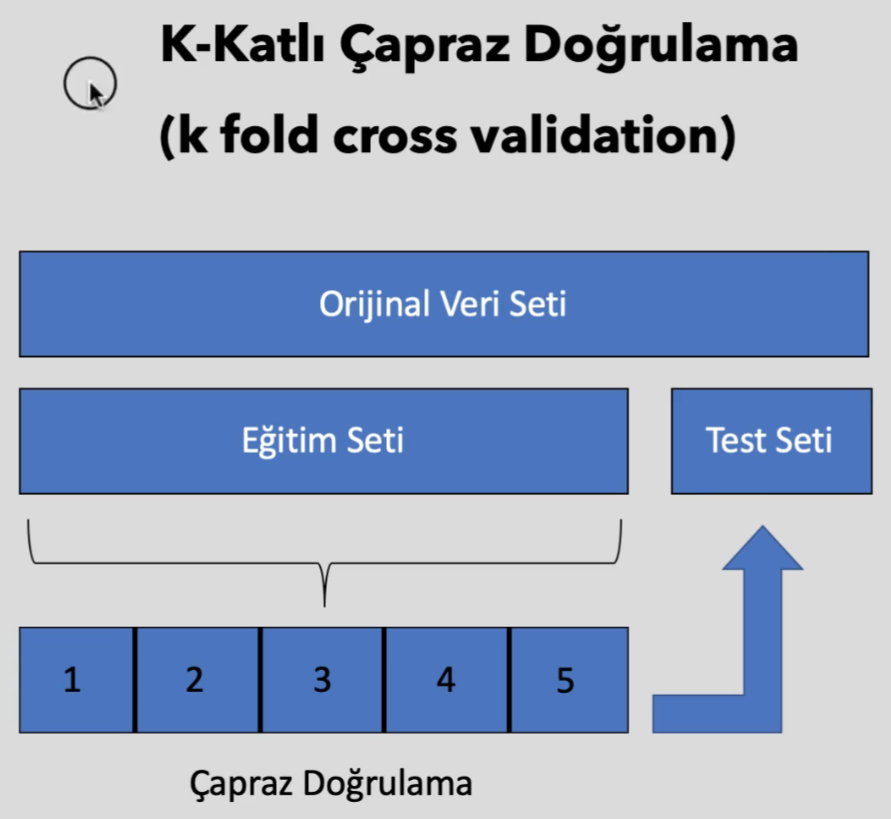 K-Katlı Çapraz Doğrulama
(k fold cross validation)
Orijinal Veri Seti
Eğitim Seti
Test Seti
1
2
3
4
5
Çapraz Doğrulama